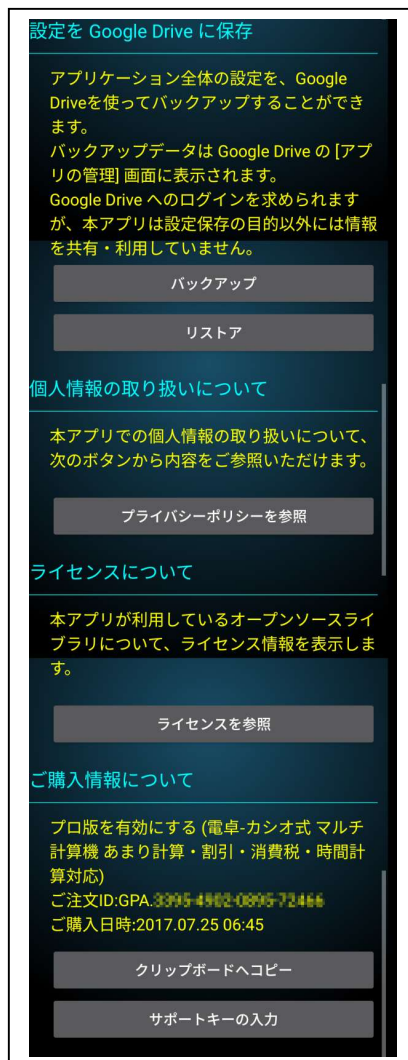 設定を Google Drive に保存
アプリケーション全体の設定を、Google
Driveを使ってバックアップすることができ
ます。
バックアップデータは Google Drive の [アプ
リの管理] 画面に表示されます。
Google Drive へのログインを求められます
が、本アプリは設定保存の目的以外には情報
を共有・利用していません。
バックアップ
リストア
個人情報の取り扱いについて
本アプリでの個人情報の取り扱いについて、
次のボタンから内容をご参照いただけます。
プライバシーポリシーを参照
ライセンスについて
本アプリが利用しているオープンソースライ
ブラリについて、ライセンス情報を表示しま
す。
ライセンスを参照
ご購入情報について
プロ版を有効にする (電卓-カシオ式 マルチ
計算機 あまり計算・割引・消費税・時間計
算対応)
ご注文ID:GPA.
ご購入日時:2017.07.25 06:45
クリップボードへコピー
サポートキーの入力